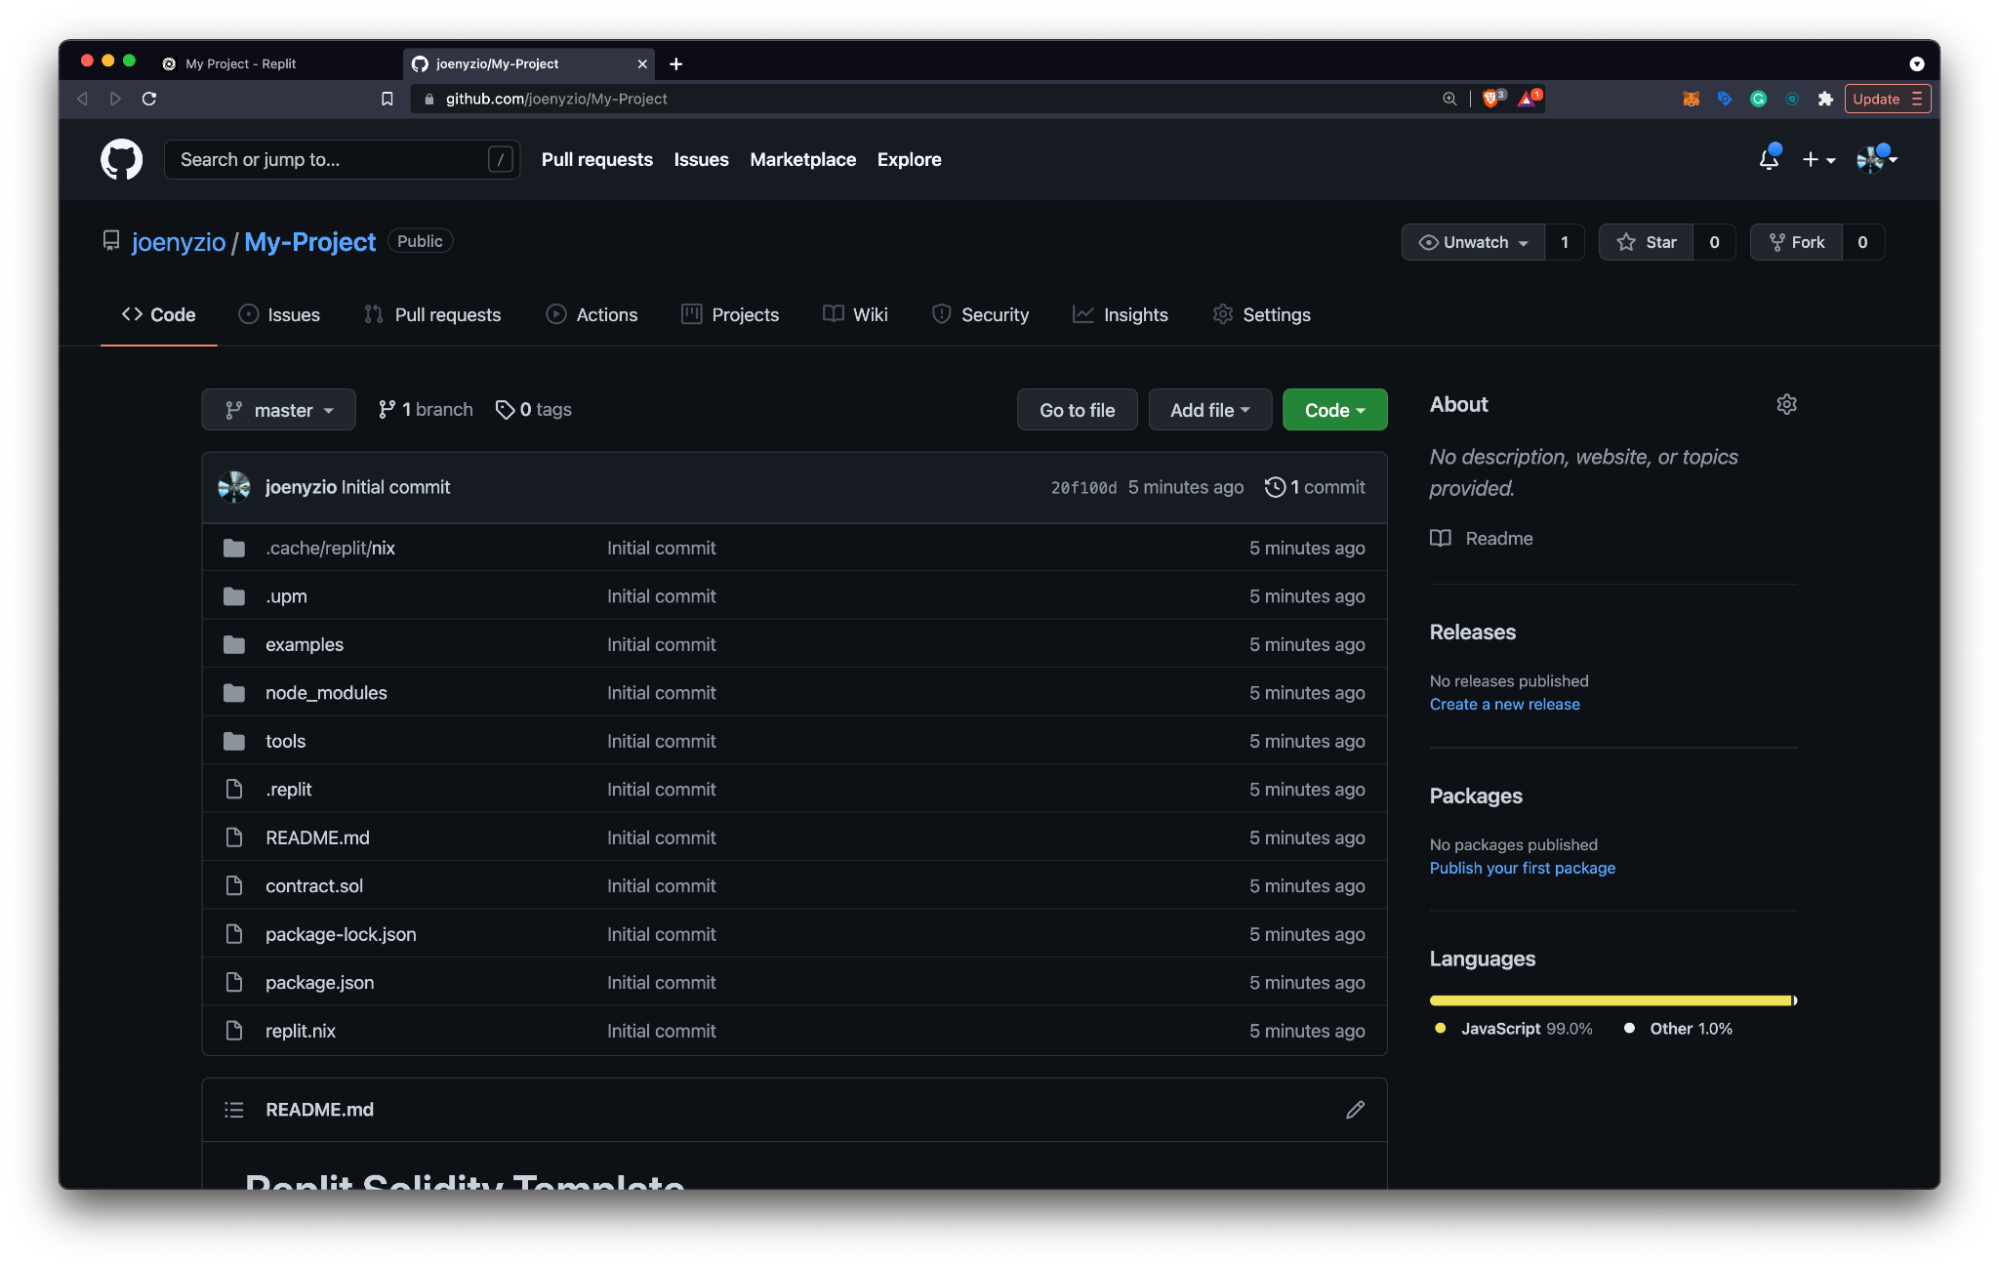 My Project - Replit
joenyzio/My-Project
github.com/joenyzio/My-Project
3
1
Update
Search or jump to...
/
Pull requests
Issues
Marketplace
Explore
joenyzio / My-Project
Public
Unwatch
1
Star
0
Fork
0
Code
Issues
Pull requests
Actions
Projects
Wiki
Security
Insights
Settings
master
1 branch
0 tags
Go to file
Add file
Code
joenyzio Initial commit
20f100d 5 minutes ago
1 commit
.cache/replit/nix Initial commit 5 minutes ago
.upm Initial commit 5 minutes ago
examples Initial commit 5 minutes ago
node_modules Initial commit 5 minutes ago
tools Initial commit 5 minutes ago
.replit Initial commit 5 minutes ago
README.md Initial commit 5 minutes ago
contract.sol Initial commit 5 minutes ago
package-lock.json Initial commit 5 minutes ago
package.json Initial commit 5 minutes ago
replit.nix Initial commit 5 minutes ago
README.md
Replit Solidity Template
About
No description, website, or topics
provided.
Readme
Releases
No releases published
Create a new release
Packages
No packages published
Publish your first package
Languages
JavaScript 99.0%
Other 1.0%